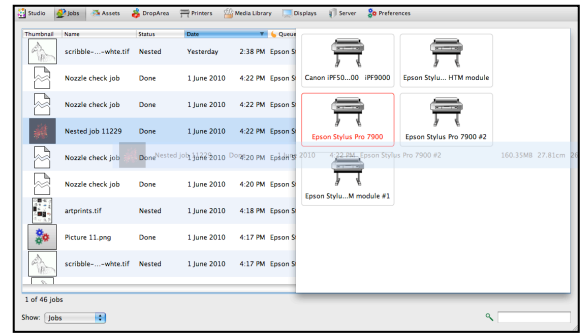 Studio Jobs Assets DropArea Printers Media Library Displays Server Preferences
Thumbnail Name Status Date Queue
scribble-...-whte.tif Nested Yesterday 2:38 PM Epson S
Nozzle check job Done 1 June 2010 4:22 PM Epson S
Nozzle check job Done 1 June 2010 4:22 PM Epson S
Nested job 11229 Done 1 June 2010 4:22 PM Epson S
Nozzle check job Done 1 June 2010 4:20 PM Epson S
Nozzle check job Done 1 June 2010 4:20 PM Epson S
artprints.tif Nested 1 June 2010 4:18 PM Epson S
Picture 11.png Done 1 June 2010 4:17 PM Epson S
scribble-...-whte.tif Nested 1 June 2010 4:17 PM Epson S
Canon iPF50...00 iPF9000 Epson Stylu... HTM module
Epson Stylus Pro 7900 Epson Stylus Pro 7900 #2
Nested job 11229 Done 1 June 2010 4:22 PM Epson Stylus Pro 7900 #2 160.35MB 27.81cm
Epson Stylu...M module #1
1 of 46 jobs
Show: Jobs